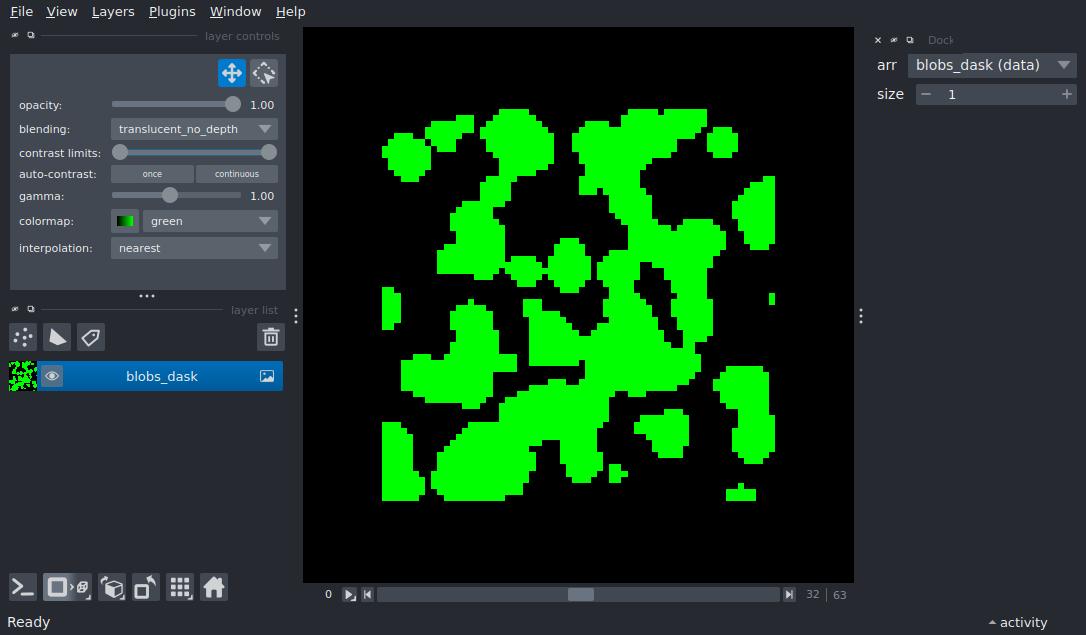 File View Layers Plugins Window Help
layer controls
opacity: 1.00
blending: translucent_no_depth
contrast limits:
auto-contrast: once continuous
gamma: 1.00
colormap: green
interpolation: nearest
layer list
blobs_dask
Dock
arr blobs_dask (data)
size 1
0 32 63
Ready
activity